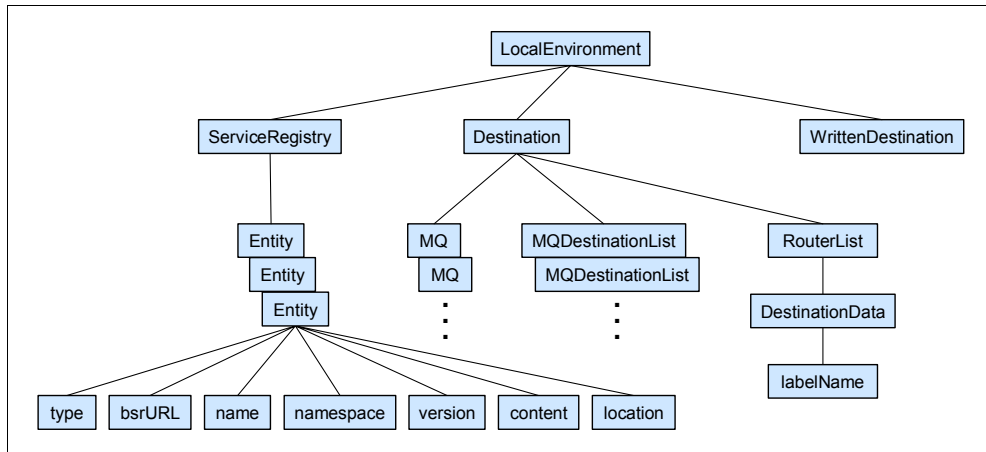 LocalEnvironment
ServiceRegistry
Destination
WrittenDestination
Entity
MQ
MQDestinationList
RouterList
Entity
MQ
MQDestinationList
Entity
DestinationData
labelName
type
bsrURL
name
namespace
version
content
location